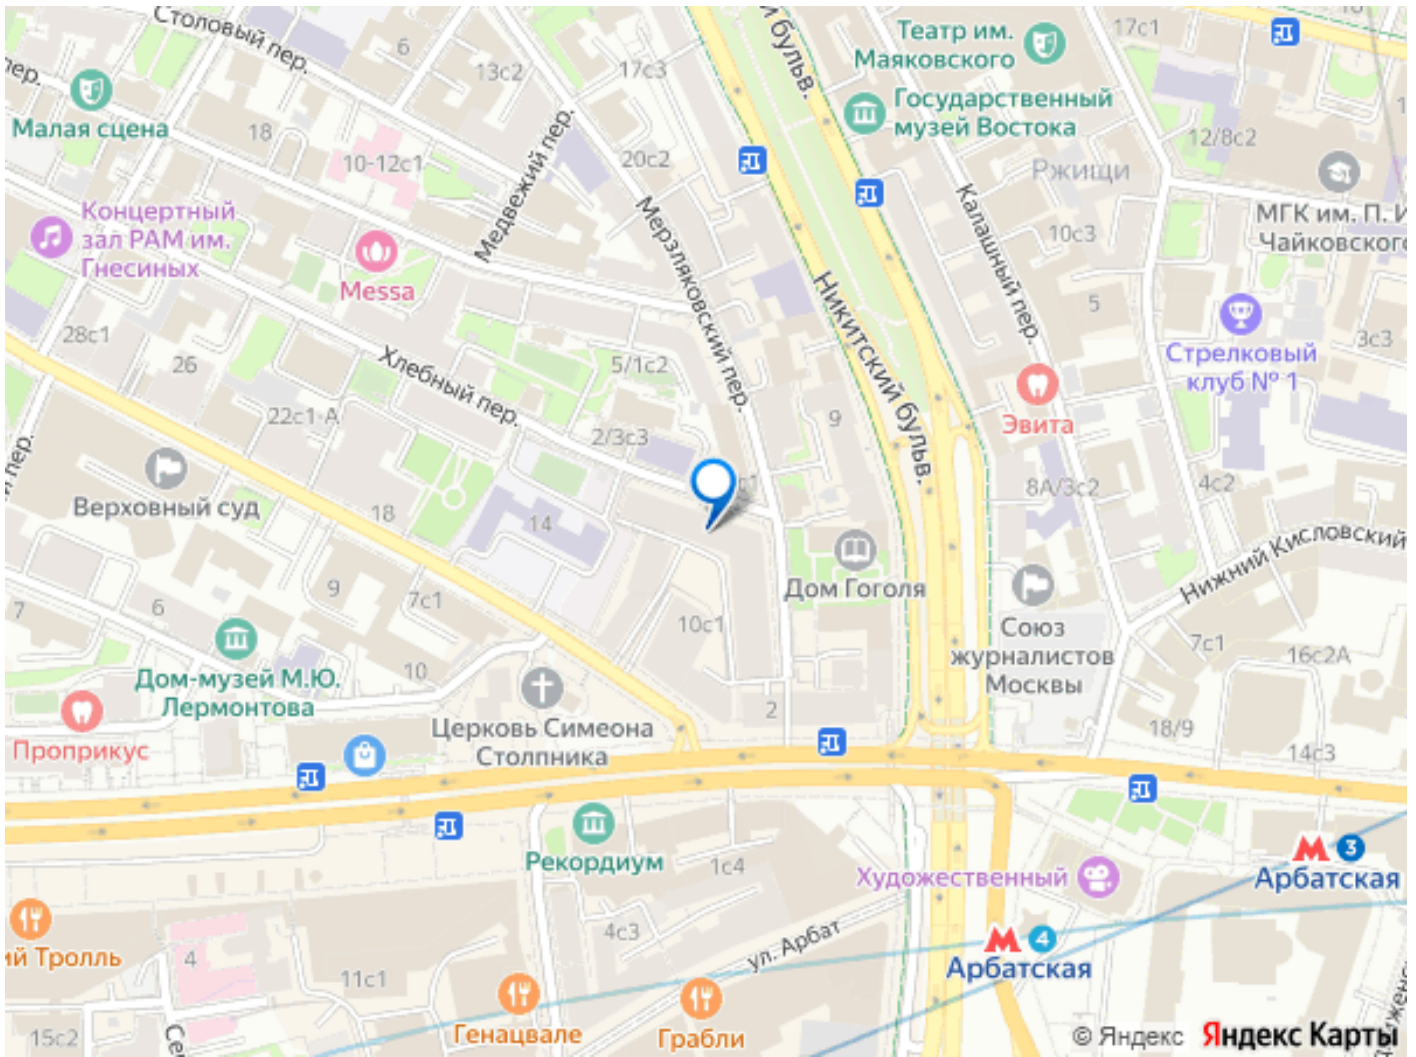 Столовый пер.
6
17с3
и бульв.
Театр им.
Маяковского
17с1
пер.
13с2
Малая сцена
18
10-12с1
Медвежий пер.
20с2
Государственный
музей Востока
12/8с2
Ржищи
Концертный
зал РАМ им.
Гнесиных
Messa
Мерзляковский пер.
Калашный пер.
10с3
МГК им. П. И
Чайковского
28с1
26
Хлебный пер.
5/1с2
Никитский бульв.
5
Стрелковый
клуб № 1
3с3
22с1-А
2/3с3
9
Эвита
Верховный суд
18
14
8А/3с2
4с2
Нижний Кисловский
7
6
9
7с1
10с1
Дом Гоголя
Союз
журналистов
Москвы
7с1
16с2А
Дом-музей М.Ю.
Лермонтова
10
2
Проприкус
Церковь Симеона
Столпника
18/9
14с3
Рекордиум
1с4
Художественный
М 3
Арбатская
ий Тролль
4
4с3
ул. Арбат
М 4
Арбатская
11с1
Генацвале
Грабли
15с2
© Яндекс Яндекс Карты